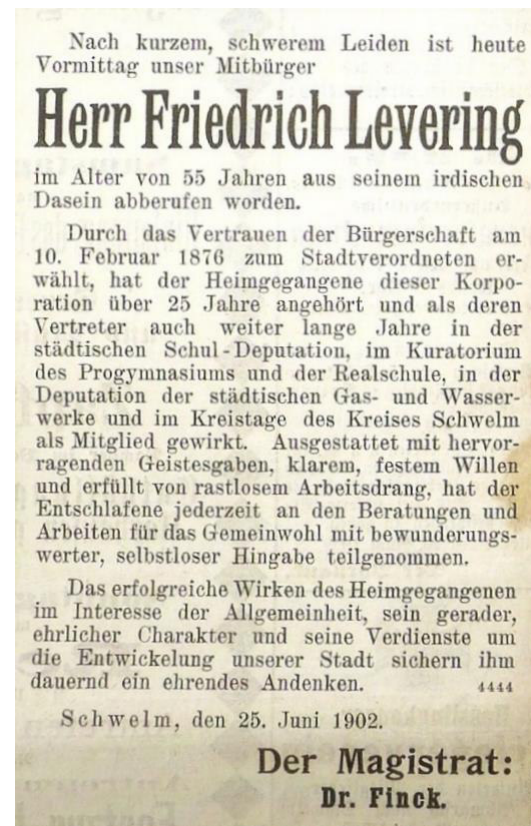 Nach kurzem, schwerem Leiden ist heute
Vormittag unser Mitbürger
Herr Friedrich Levering
im Alter von 55 Jahren aus seinem irdischen
Dasein abberufen worden.
Durch das Vertrauen der Bürgerschaft am
10. Februar 1876 zum Stadtverordneten er-
wählt, hat der Heimgegangene dieser Korpo-
ration über 25 Jahre angehört und als deren
Vertreter auch weiter lange Jahre in der
städtischen Schul-Deputation, im Kuratorium
des Progymnasiums und der Realschule, in der
Deputation der städtischen Gas- und Wasser-
werke und im Kreistage des Kreises Schwelm
als Mitglied gewirkt. Ausgestattet mit hervor-
ragenden Geistesgaben, klarem, festem Willen
und erfüllt von rastlosem Arbeitsdrang, hat der
Entschlafene jederzeit an den Beratungen und
Arbeiten für das Gemeinwohl mit bewunderungs-
werter, selbstloser Hingabe teilgenommen.
Das erfolgreiche Wirken des Heimgegangenen
im Interesse der Allgemeinheit, sein gerader,
ehrlicher Charakter und seine Verdienste um
die Entwickelung unserer Stadt sichern ihm
dauernd ein ehrendes Andenken. 4444
Schwelm, den 25. Juni 1902.
Der Magistrat:
Dr. Finck.